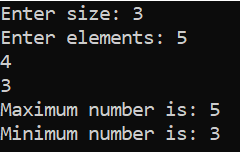 Enter size: 3
Enter elements: 5
4
3
Maximum number is: 5
Minimum number is: 3